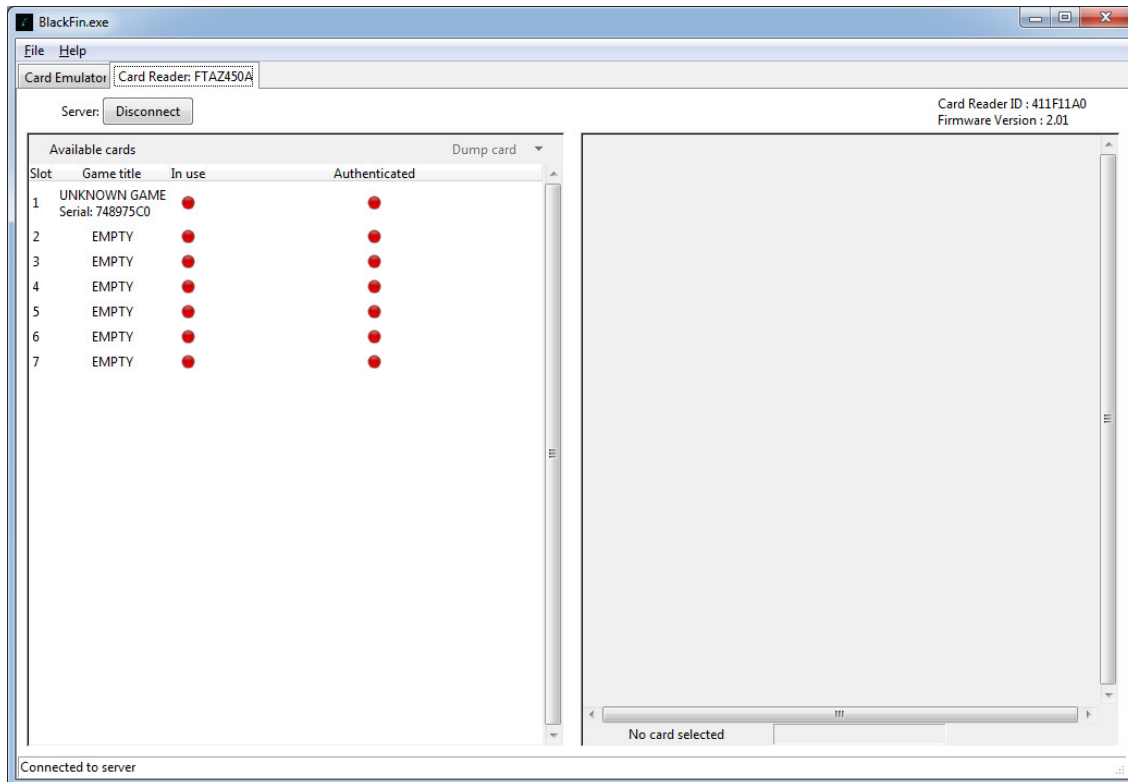 BlackFin.exe
File Help
Card Emulator Card Reader: FTAZ450A
Server: Disconnect
Card Reader ID : 411F11A0
Firmware Version : 2.01
Available cards Dump card
Slot Game title In use Authenticated
1 UNKNOWN GAME
Serial: 748975C0
2 EMPTY
3 EMPTY
4 EMPTY
5 EMPTY
6 EMPTY
7 EMPTY
No card selected
Connected to server